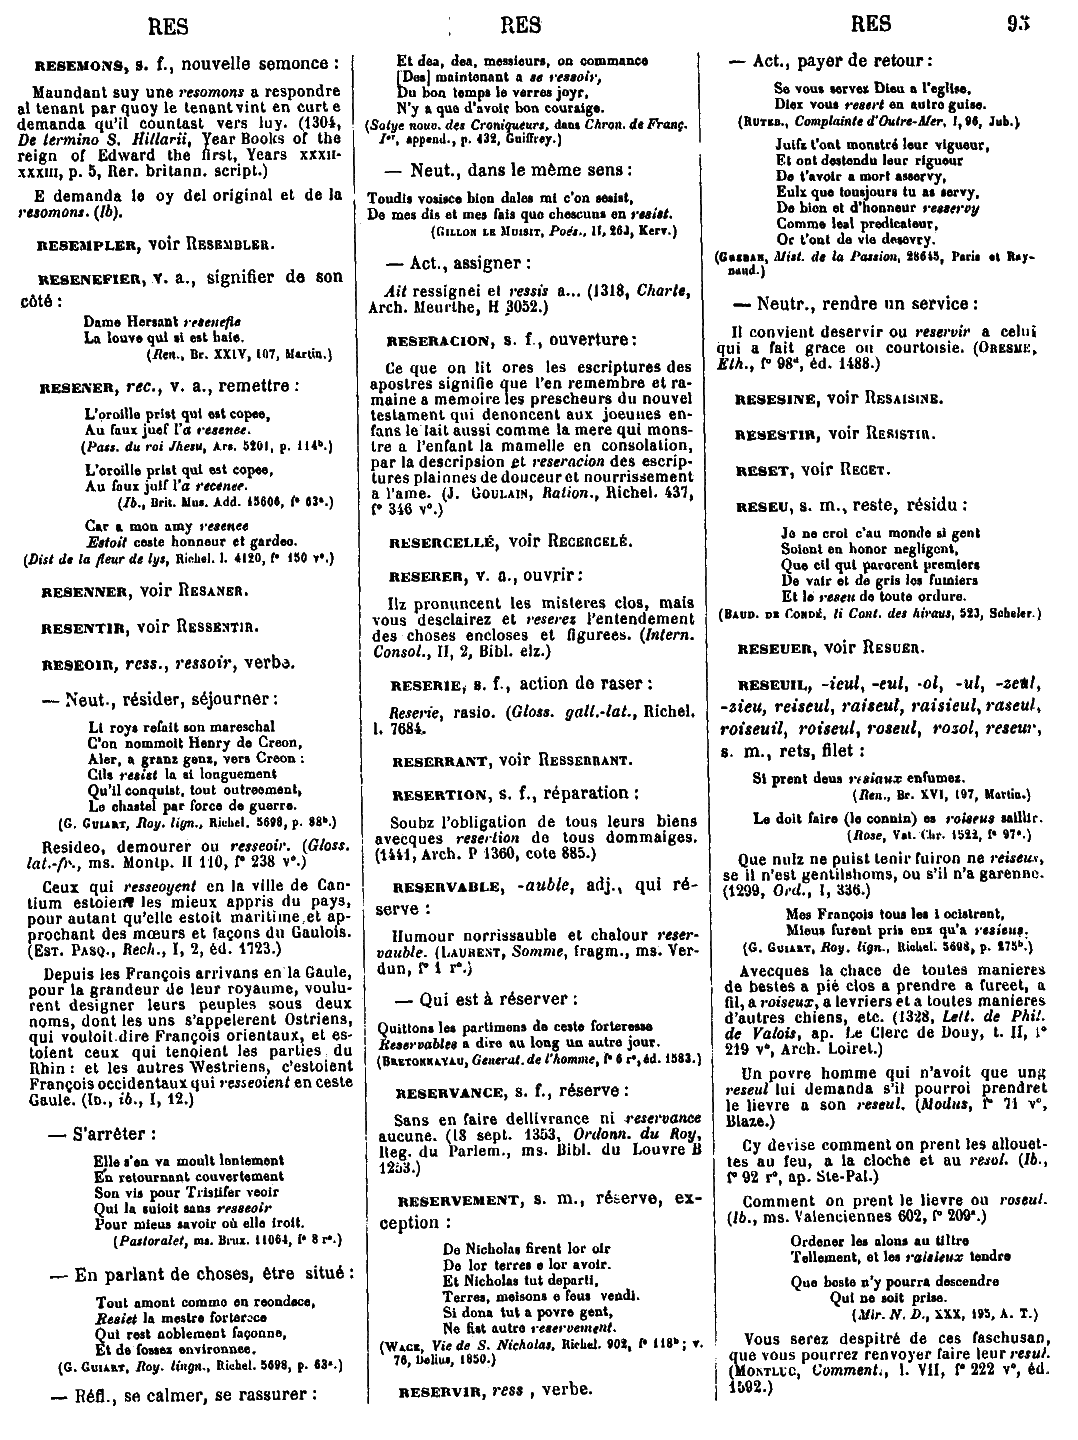 RES
RES
RES 93
RESEMONS, s. f., nouvelle semonce :
Maundant suy une resomons a respondre
al tenant par quoy le tenant vint en curt e
demanda qu'il countast vers luy. (1304,
De termino S. Hillarii, Year Books of the
reign of Edward the first, Years XXXII-
XXXIII, p. 5, Rer. britann. script.)
E demanda le oy del original et de la
resomons. (Ib).
RESEMPLER, voir RESEMBLER.
RESENEFIER, v. a., signifier de son
côté :
Dame Hersant resenefie
La louve qui si est haie.
(Ren., Br. XXIV, 107, Martin.)
RESENER, rec., v. a., remettre :
L'oroille prist qui est copee,
Au faux juef l'a resenee.
(Pass. du roi Jhesu, Ars. 5201, p. 114b.)
L'oroille prist qui est copee,
Au faux juif l'a recenee.
(Ib., Brit. Mus. Add. 15606, f° 63a.)
Car a mon amy resenee
Estoit ceste honneur et gardee.
(Dist de la fleur de lys, Richel. l. 4120, f° 150 v°.)
RESENNER, voir RESANER.
RESENTIR, voir RESSENTIR.
RESEOIR, ress., ressoir, verbe.
— Neut., résider, séjourner :
Li roys refait son mareschal
C'on nommoit Henry de Creon,
Aler, a granz genz, vers Creon :
Cils resist la si longuement
Qu'il conquist, tout outreement,
Le chastel par force de guerre.
(G. GUIART, Roy. lign., Richel. 5698, p. 88b.)
Resideo, demourer ou resseoir. (Gloss.
lat.-fr., ms. Montp. H 110, f° 238 v°.)
Ceux qui resseoyent en la ville de Can-
tium estoient les mieux appris du pays,
pour autant qu'elle estoit maritime et ap-
prochant des mœurs et façons du Gaulois.
(EST. PASQ., Rech., I, 2, éd. 1723.)
Depuis les François arrivans en la Gaule,
pour la grandeur de leur royaume, voulu-
rent designer leurs peuples sous deux
noms, dont les uns s'appelerent Ostriens,
qui vouloit dire François orientaux, et es-
toient ceux qui tenoient les parties du
Rhin : et les autres Westriens, c'estoient
François occidentaux qui resseoient en ceste
Gaule. (ID., ib., I, 12.)
— S'arrêter :
Elle s'en va moult lentement
En retournant couvertement
Son vis pour Tristifer veoir
Qui la suioit sans resseoir
Pour mieus savoir où elle iroit.
(Pastoralet, ms. Brux. 11064, f° 8 r°.)
— En parlant de choses, être situé :
Tout amont comme en reondece,
Resiet la mestre forterece
Qui rest noblement façonne,
Et de fossez environnee.
(G. GUIART, Roy. lingn., Richel. 5698, p. 63a.)
— Réfl., se calmer, se rassurer :
Et dea, dea, messieurs, on commance
[Des] maintenant a se ressoir,
Du bon temps le verres joyr,
N'y a que d'avoir bon couraige.
(Sotye nouv. des Croniqueurs, dans Chron. de Franç.
Ier, append., p. 432, Guiffrey.)
— Neut., dans le même sens :
Toudis vosisce bien dales mi c'on sesist,
De mes dis et mes fais que chescuns en resist.
(GILLON LE MUISIT, Poés., II, 263, Kerv.)
— Act., assigner :
Ait ressignei et ressis a... (1318, Charte,
Arch. Meurthe, H 3052.)
RESERACION, s. f., ouverture :
Ce que on lit ores les escriptures des
apostres signifie que l'en remembre et ra-
maine a memoire les prescheurs du nouvel
testament qui denoncent aux joeunes en-
fans le lait aussi comme la mere qui mons-
tre a l'enfant la mamelle en consolation,
par la descripsion et reseracion des escrip-
tures plainnes de douceur et nourrissement
a l'ame. (J. GOULAIN, Ration., Richel. 437,
f° 346 v°.)
RESERCELLÉ, voir RECERCELÉ.
RESERER, v. a., ouvrir :
Ilz pronuncent les misteres clos, mais
vous desclairez et reserez l'entendement
des choses encloses et figurees. (Intern.
Consol., II, 2, Bibl. elz.)
RESERIE, s. f., action de raser :
Reserie, rasio. (Gloss. gall.-lat., Richel.
l. 7684.
RESERRANT, voir RESSERRANT.
RESERTION, s. f., réparation :
Soubz l'obligation de tous leurs biens
avecques resertion de tous dommaiges.
(1441, Arch. P 1360, cote 885.)
RESERVABLE, -auble, adj., qui ré-
serve :
Humour norrissauble et chalour reser-
vauble. (LAURENT, Somme, fragm., ms. Ver-
dun, f° 1 r°.)
— Qui est à réserver :
Quittons les partimens de ceste forteresse
Reservables a dire au long un autre jour.
(BRETONNAYAU, Generat. de l'homme, f° 6 r°, éd. 1583.)
RESERVANCE, s. f., réserve :
Sans en faire dellivrance ni reservance
aucune. (18 sept. 1353, Ordonn. du Roy,
Reg. du Parlem., ms. Bibl. du Louvre B
1253.)
RESERVEMENT, s. m., réserve, ex-
ception :
De Nicholas firent lor oir
De lor terres e lor avoir.
Et Nicholas tut departi,
Terres, meisons e feus vendi.
Si dona tut a povre gent,
Ne fist autre reservement.
(WACE, Vie de S. Nicholas, Richel. 902, f° 118b ; v.
76, Delius, 1850.)
RESERVIR, ress , verbe.
— Act., payer de retour :
Se vous servez Dieu a l'eglise,
Diex vous resert en autre guise.
(RUTEB., Complainte d'Outre-Mer, I, 96, Jub.)
Juifs t'ont monstré leur vigueur,
Et ont destendu leur rigueur
De t'avoir a mort asservy,
Eulx que tousjours tu as servy,
De bien et d'honneur resservy
Comme leal predicateur,
Or t'ont de vie desevry.
(GREBAN, Mist. de la Passion, 28645, Paris et Ray-
naud.)
— Neutr., rendre un service :
Il convient deservir ou reservir a celui
qui a fait grace ou courtoisie. (ORESME,
Eth., f° 98d, éd. 1488.)
RESESINE, voir RESAISINE.
RESESTIR, voir RESISTIR.
RESET, voir RECET.
RESEU, s. m., reste, résidu :
Je ne croi c'au monde si gent
Soient en honor negligent,
Que cil qui parerent premiers
De vair et de gris les fumiers
Et le reseu de toute ordure.
(BAUD. DE CONDÉ, li Cont. des hiraus, 523, Scheler.)
RESEUER, voir RESUER.
RESEUIL, -ieul, -eul, -ol, -ul, -zeul,
-zieu, reiseul, raiseul, raisieul, raseul,
roiseuil, roiseul, roseul, rozol, reseur,
s. m., rets, filet :
Si prent deus resiaux enfumez.
(Ren., Br. XVI, 197, Martin.)
Le doit faire (le connin) es roiseus saillir.
(Rose, Vat. Chr. 1522, f° 97a.)
Que nulz ne puist tenir fuiron ne reiseux,
se il n'est gentilshoms, ou s'il n'a garenne.
(1299, Ord., I, 336.)
Mes François tous les i ocistrent,
Mieus furent pris enz qu'a resieus.
(G. GUIART, Roy. lign., Richel. 5698, p. 275b.)
Avecques la chace de toutes manieres
de bestes a pié clos a prendre a fureet, a
fil, a roiseux, a levriers et a toutes manieres
d'autres chiens, etc. (1328, Lett. de Phil.
de Valois, ap. Le Clerc de Douy, t. II, f°
219 v°, Arch. Loiret.)
Un povre homme qui n'avoit que ung
reseul lui demanda s'il pourroi prendret
le lievre a son reseul. (Modus, f° 71 v°,
Blaze.)
Cy devise comment on prent les allouet-
tes au feu, a la cloche et au resol. (Ib.,
f° 92 r°, ap. Ste-Pal.)
Comment on prent le lievre ou roseul.
(Ib., ms. Valenciennes 602, f° 209a.)
Ordener les alons au tiltre
Tellement, et les raisieux tendre
Que beste n'y pourra descendre
Qui ne soit prise.
(Mir. N. D., XXX, 195, A. T.)
Vous serez despitré de ces faschusan,
que vous pourrez renvoyer faire leur resul.
(MONTLUC, Comment., l. VII, f° 222 v°, éd.
1592.)